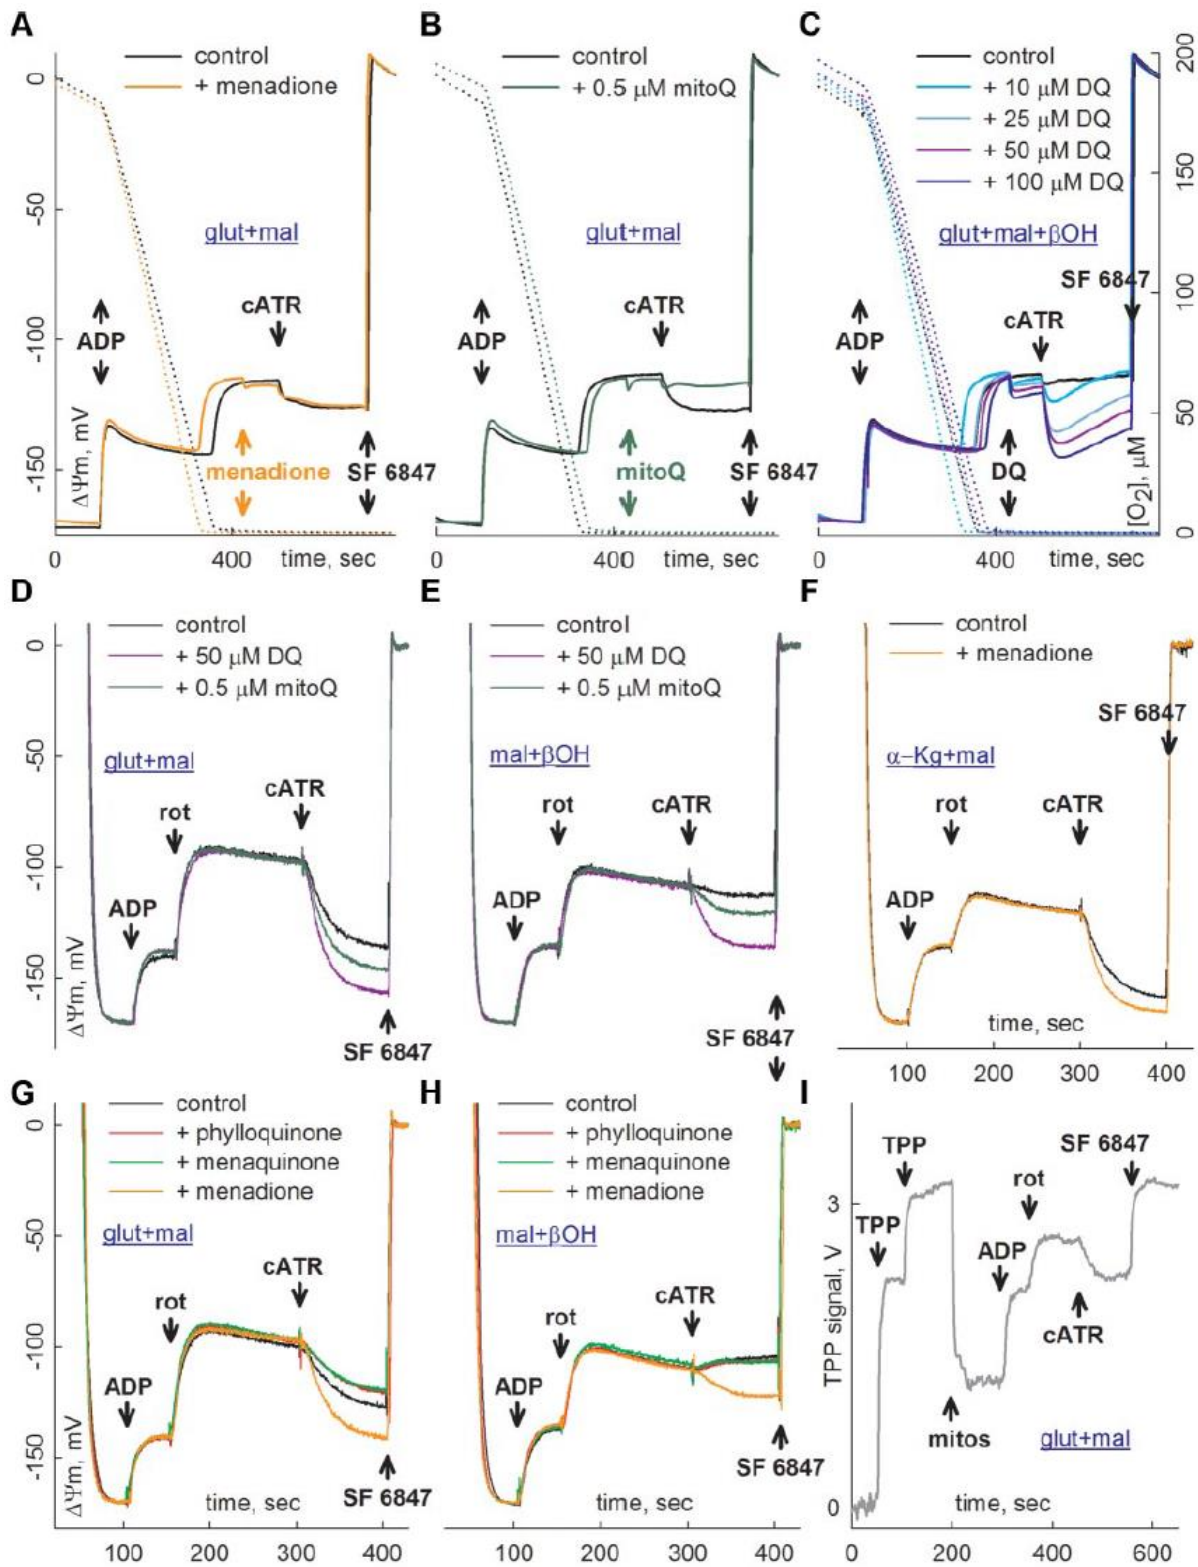 A
control
+ menadione
0
-50
-100
-150
ΔΨm, mV
glut+mal
ADP
cATR
menadione
SF 6847
0
400
time, sec
B
control
+ 0.5 μM mitoQ
glut+mal
ADP
cATR
mitoQ
SF 6847
0
400
time, sec
C
control
+ 10 μM DQ
+ 25 μM DQ
+ 50 μM DQ
+ 100 μM DQ
glut+mal+βOH
SF 6847
ADP
cATR
DQ
200
150
100
50
0
[O2], μM
0
400
time, sec
D
control
+ 50 μM DQ
+ 0.5 μM mitoQ
0
-50
-100
-150
ΔΨm, mV
glut+mal
cATR
rot
ADP
SF 6847
E
control
+ 50 μM DQ
+ 0.5 μM mitoQ
mal+βOH
rot
cATR
ADP
SF 6847
F
control
+ menadione
SF 6847
α-Kg+mal
rot
cATR
ADP
time, sec
100
200
300
400
G
control
+ phylloquinone
+ menaquinone
+ menadione
0
-50
-100
-150
ΔΨm, mV
glut+mal
cATR
rot
ADP
time, sec
SF 6847
100
200
300
400
H
control
+ phylloquinone
+ menaquinone
+ menadione
mal+βOH
cATR
rot
ADP
SF 6847
time, sec
100
200
300
400
I
TPP
SF 6847
rot
3
TPP
ADP
TPP signal, V
cATR
mitos
glut+mal
0
time, sec
0
200
400
600